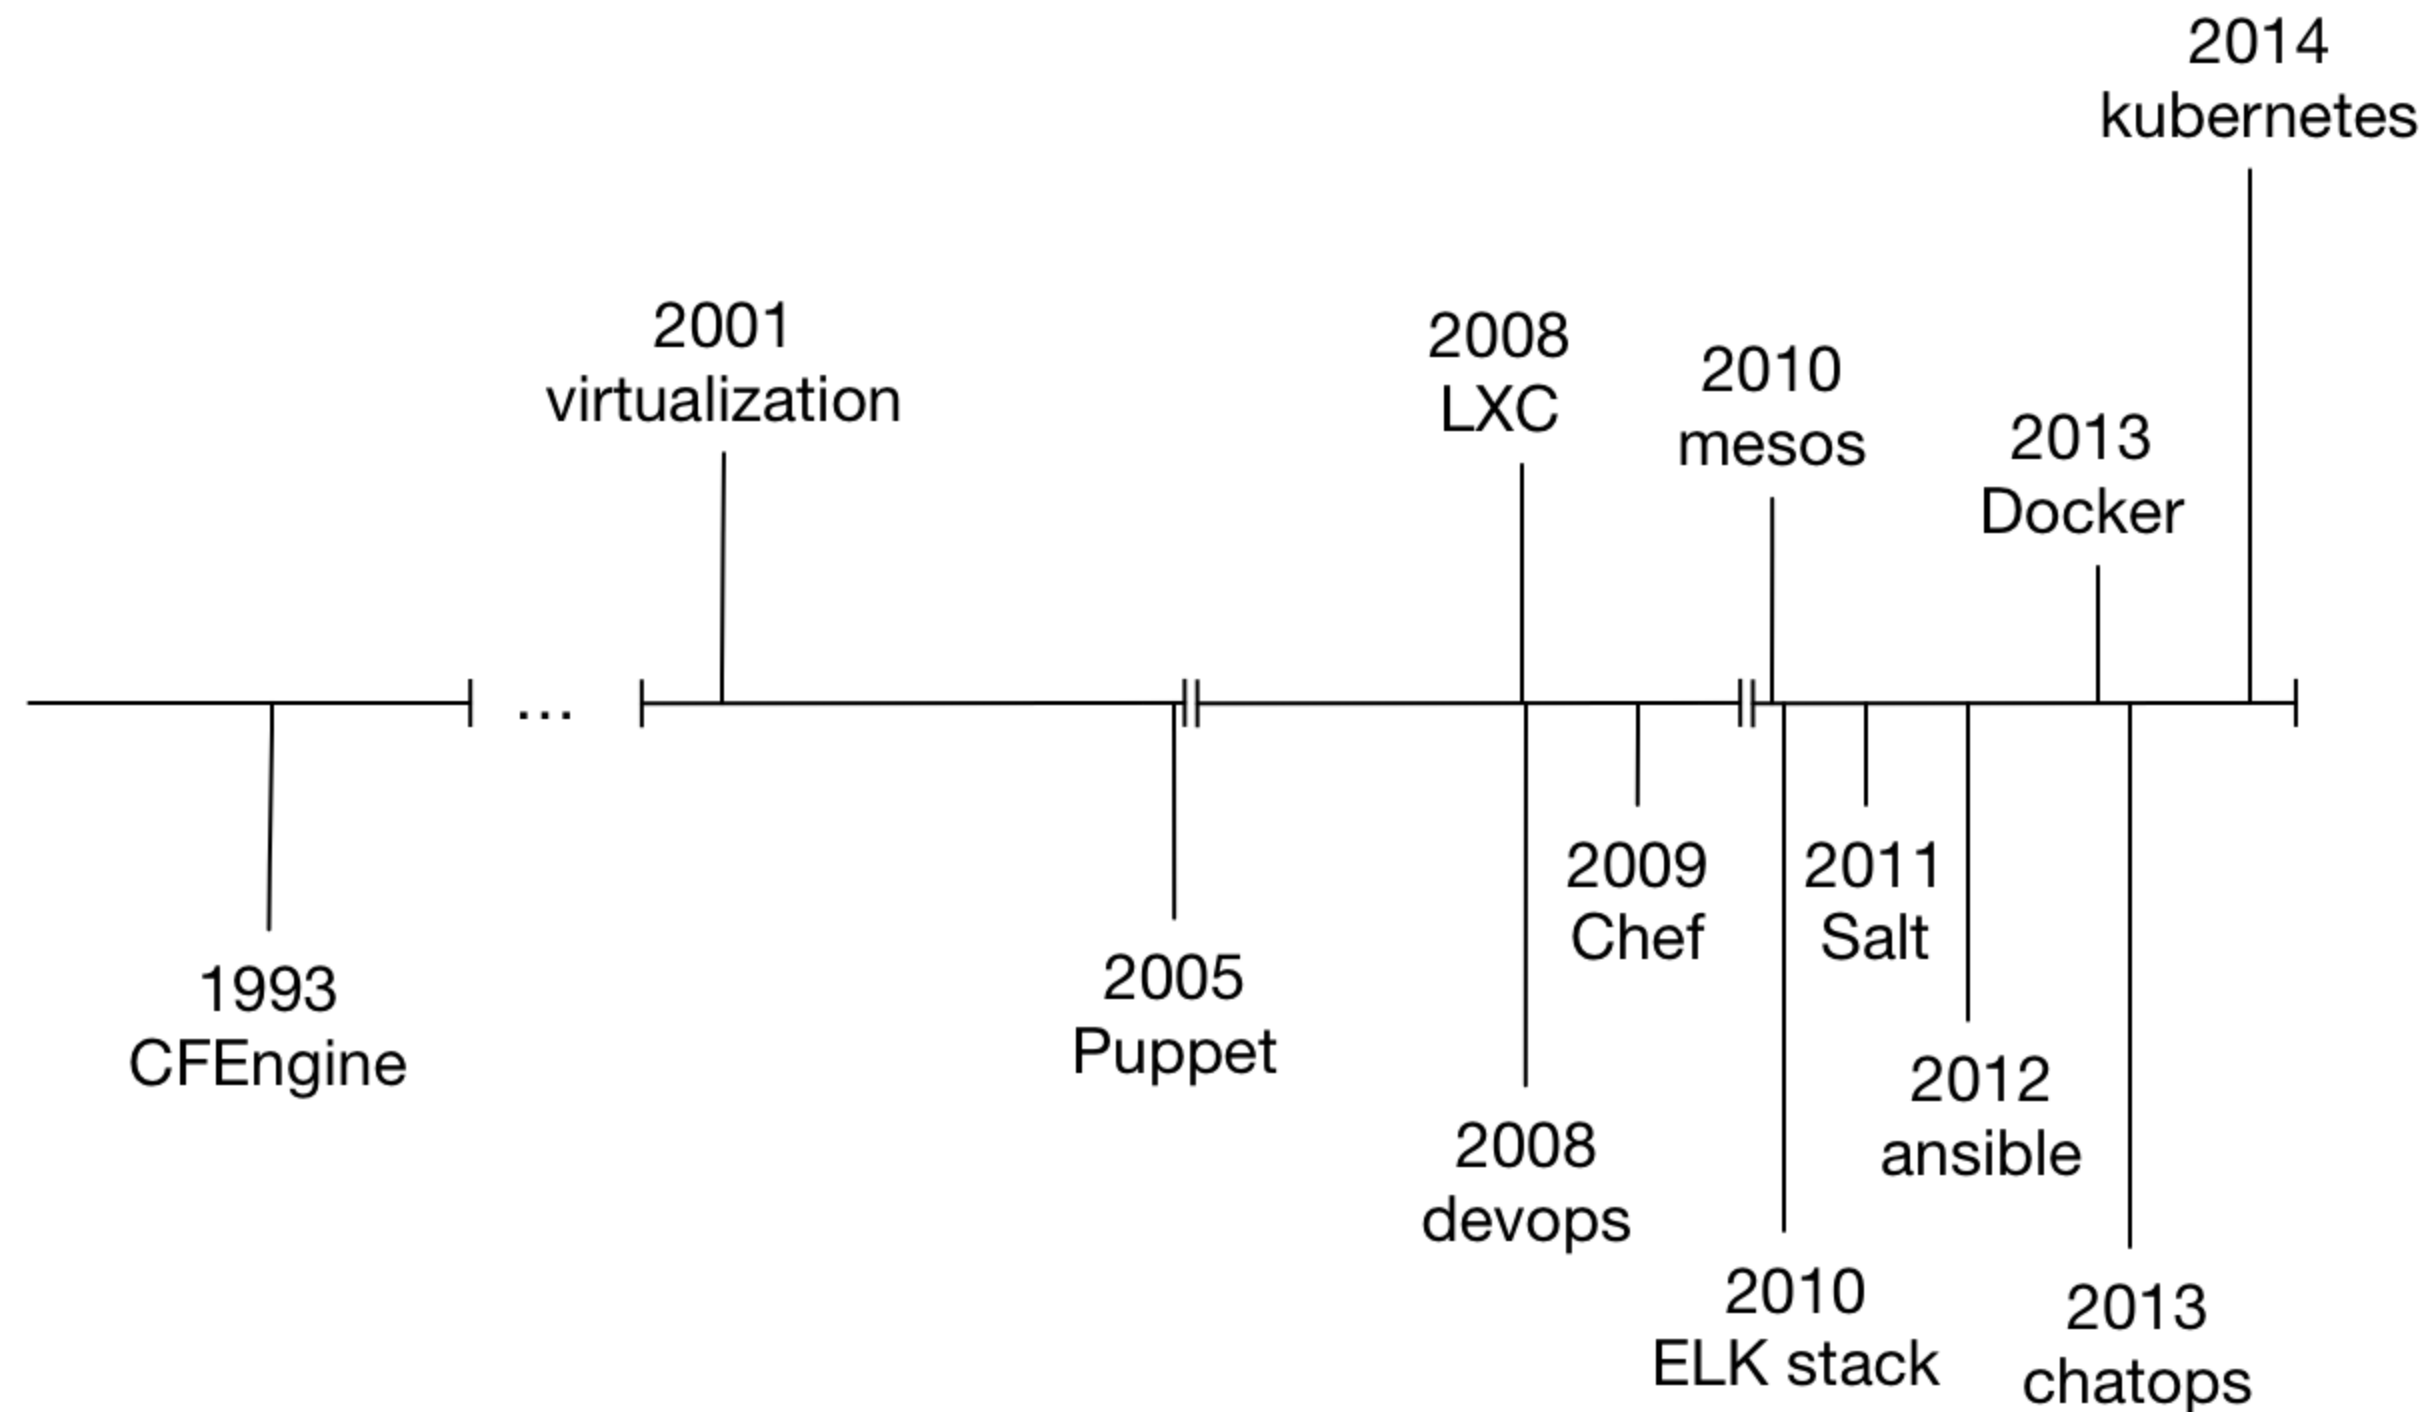 2014
kubernetes
2001
virtualization
2008
LXC
2010
mesos
2013
Docker
...
1993
CFEngine
2005
Puppet
2008
devops
2009
Chef
2010
ELK stack
2011
Salt
2012
ansible
2013
chatops